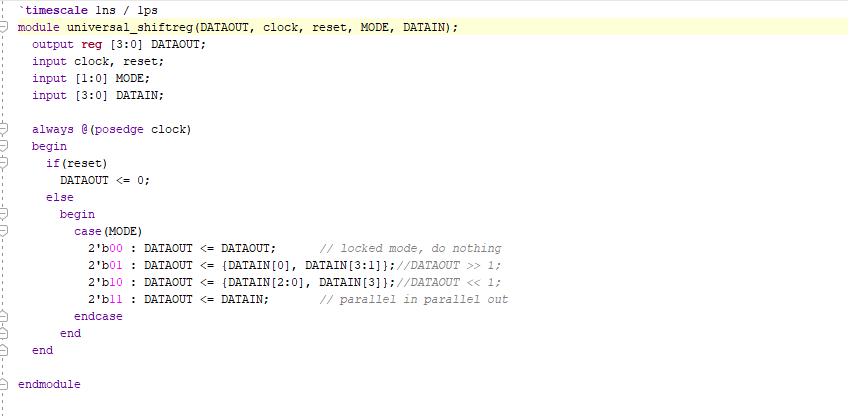 `timescale 1ns / 1ps
module universal_shiftreg(DATAOUT, clock, reset, MODE, DATAIN);
output reg [3:0] DATAOUT;
input clock, reset;
input [1:0] MODE;
input [3:0] DATAIN;
always @(posedge clock)
begin
if(reset)
DATAOUT <= 0;
else
begin
case(MODE)
2'b00 : DATAOUT <= DATAOUT; // locked mode, do nothing
2'b01 : DATAOUT <= {DATAIN[0], DATAIN[3:1]};//DATAOUT >> 1;
2'b10 : DATAOUT <= {DATAIN[2:0], DATAIN[3]};//DATAOUT << 1;
2'b11 : DATAOUT <= DATAIN; // parallel in parallel out
endcase
end
end
endmodule